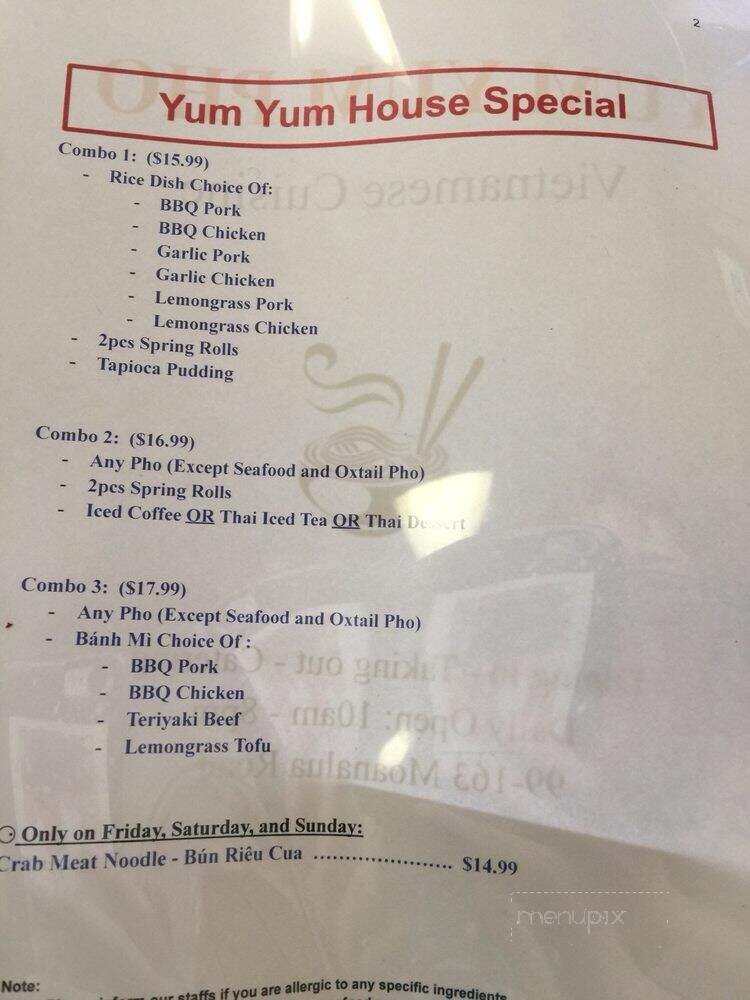 2
Yum Yum House Special
Combo 1: ($15.99)
- Rice Dish Choice Of:
- BBQ Pork
- BBQ Chicken
- Garlic Pork
- Garlic Chicken
- Lemongrass Pork
- Lemongrass Chicken
- 2pcs Spring Rolls
- Tapioca Pudding
Combo 2: ($16.99)
- Any Pho (Except Seafood and Oxtail Pho)
- 2pcs Spring Rolls
- Iced Coffee OR Thai Iced Tea OR Thai Dessert
Combo 3: ($17.99)
- Any Pho (Except Seafood and Oxtail Pho)
- Bánh Mì Choice Of :
- BBQ Pork
- BBQ Chicken
- Teriyaki Beef
- Lemongrass Tofu
Only on Friday, Saturday, and Sunday:
Crab Meat Noodle - Bún Riêu Cua ...................... $14.99
menupix
Note:
our staffs if you are allergic to any specific ingredients